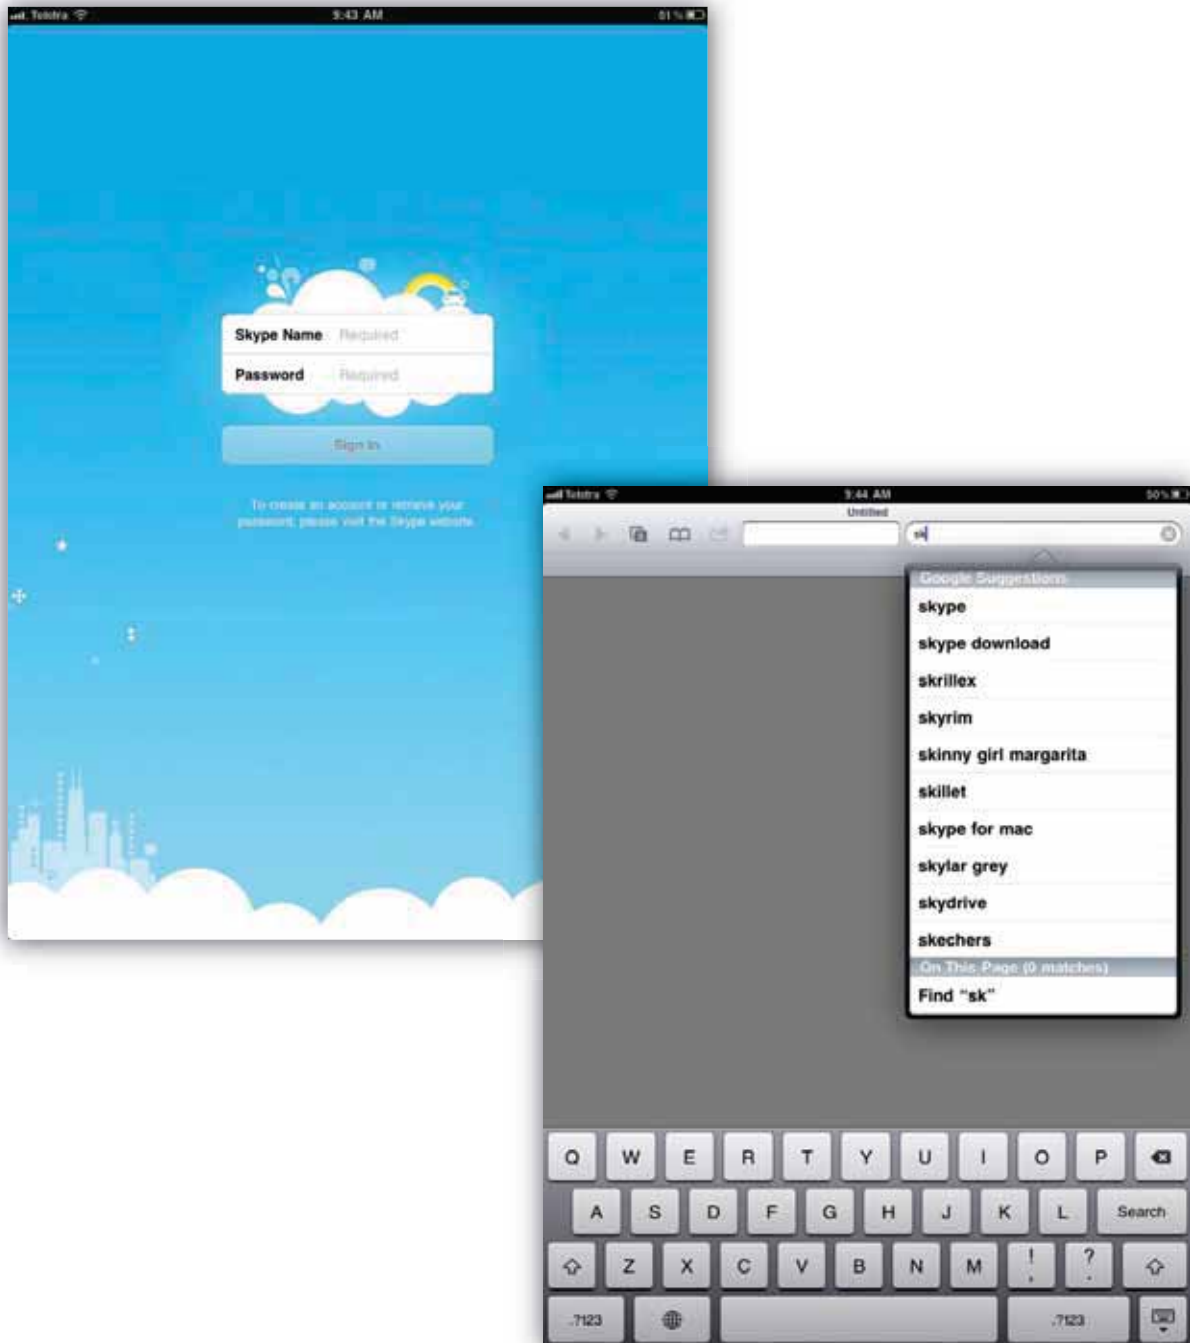 Telstra
9:43 AM
Skype Name Required
Password Required
Sign In
To create an account or retrieve your
password, please visit the Skype website.
Telstra
9:44 AM
50%
Untitled
sk
Google Suggestions
skype
skype download
skrillex
skyrim
skinny girl margarita
skillet
skype for mac
skylar grey
skydrive
skechers
On This Page (0 matches)
Find “sk”
Q W E R T Y U I O P
A S D F G H J K L Search
Z X C V B N M ! , ? .
.?123 .?123